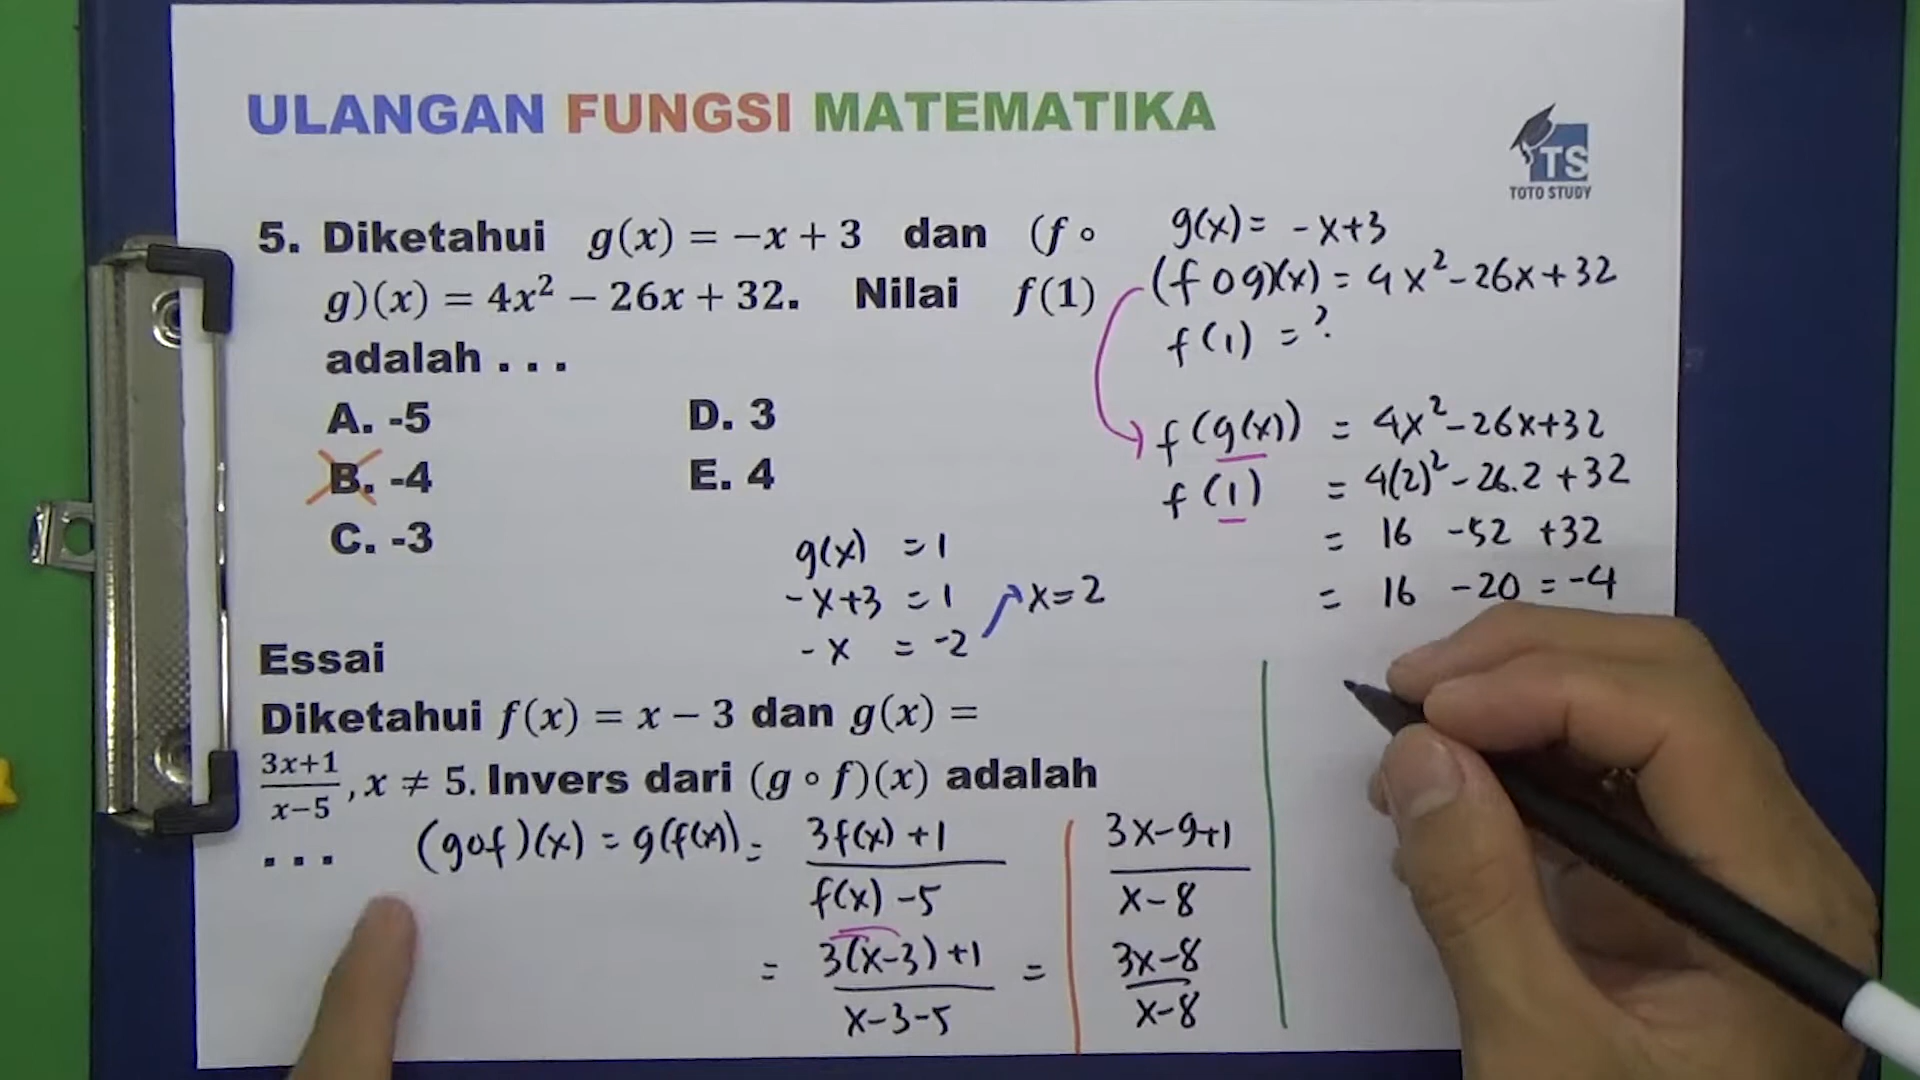 ULANGAN FUNGSI MATEMATIKA
TS
TOTO STUDY
5. Diketahui g(x) = −x + 3 dan (f ∘
g)(x) = 4x² − 26x + 32. Nilai f(1)
adalah . . .
A. -5
B. -4
C. -3
D. 3
E. 4
g(x) = -x+3
(f o g)(x) = 4x²-26x+32
f(1) = ?
f(g(x)) = 4x²-26x+32
f(1) = 4(2)²-26.2+32
= 16 -52 +32
= 16 -20 = -4
g(x) = 1
-x+3 = 1
-x = -2
x=2
Essai
Diketahui f(x) = x − 3 dan g(x) =
3x+1/x−5, x ≠ 5. Invers dari (g ∘ f)(x) adalah
. . .
(gof)(x) = g(f(x)) =
3f(x) +1
f(x) -5
= 3(x-3)+1 =
x-3-5
3x-9+1
x-8
3x-8
x-8